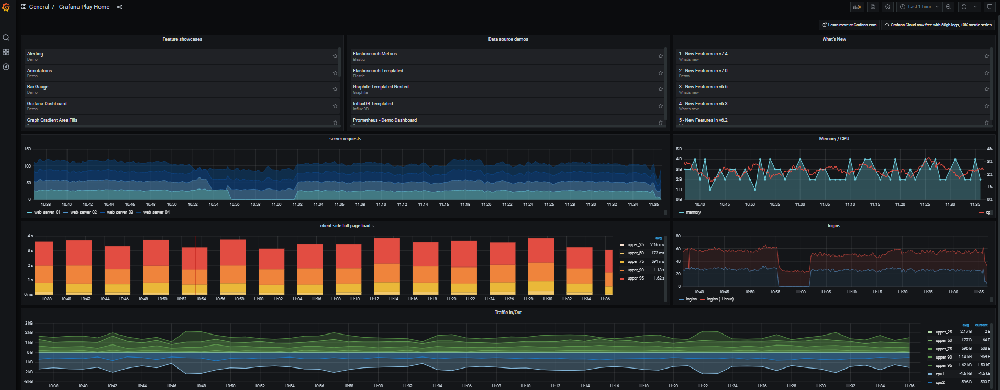 General / Grafana Play Home
Last 1 hour
Learn more at Grafana.com
Grafana Cloud now free with 50gb logs, 10K metric series
Feature showcases
Alerting
Demo
Annotations
Demo
Bar Gauge
Demo
Grafana Dashboard
Demo
Graph Gradient Area Fills
Data source demos
Elasticsearch Metrics
Elastic
Elasticsearch Templated
Elastic
Graphite Templated Nested
Graphite
InfluxDB Templated
Influx DB
Prometheus - Demo Dashboard
What's New
1 - New Features in v7.4
What's new
2 - New Features in v7.0
Demo
3 - New Features in v6.6
What's new
4 - New Features in v6.3
What's new
5 - New Features in v6.2
server requests
150
100
50
0
10:38 10:40 10:42 10:44 10:46 10:48 10:50 10:52 10:54 10:56 10:58 11:00 11:02 11:04 11:06 11:08 11:10 11:12 11:14 11:16 11:18 11:20 11:22 11:24 11:26 11:28 11:30 11:32 11:34 11:36
web_server_01 web_server_02 web_server_03 web_server_04
Memory / CPU
5 B 4%
4 B 3%
3 B 2%
2 B 1%
1 B
0 B 0%
10:40 10:45 10:50 10:55 11:00 11:05 11:10 11:15 11:20 11:25 11:30 11:35
memory cp
client side full page load
4 s
3 s
2 s
1 s
0 ms
10:38 10:40 10:42 10:44 10:46 10:48 10:50 10:52 10:54 10:56 10:58 11:00 11:02 11:04 11:06 11:08 11:10 11:12 11:14 11:16 11:18 11:20 11:22 11:24 11:26 11:28 11:30 11:32 11:34 11:36
avg
upper_25 2.16 ms
upper_50 172 ms
upper_75 591 ms
upper_90 1.13 s
upper_95 1.62 s
logins
80
60
40
20
0
10:40 10:45 10:50 10:55 11:00 11:05 11:10 11:15 11:20 11:25 11:30 11:35
logins logins (-1 hour)
Traffic In/Out
3 kB
2 kB
1 kB
0 B
-1 kB
-2 kB
-3 kB
10:38 10:40 10:42 10:44 10:46 10:48 10:50 10:52 10:54 10:56 10:58 11:00 11:02 11:04 11:06 11:08 11:10 11:12 11:14 11:16 11:18 11:20 11:22 11:24 11:26 11:28 11:30 11:32 11:34 11:36
avg current
upper_25 2.17 B 2 B
upper_50 177 B 64 B
upper_75 596 B 503 B
upper_90 1.14 kB 959 B
upper_95 1.62 kB 1.53 kB
cpu1 -1.6 kB -1.5 kB
cpu2 -596 B -503 B